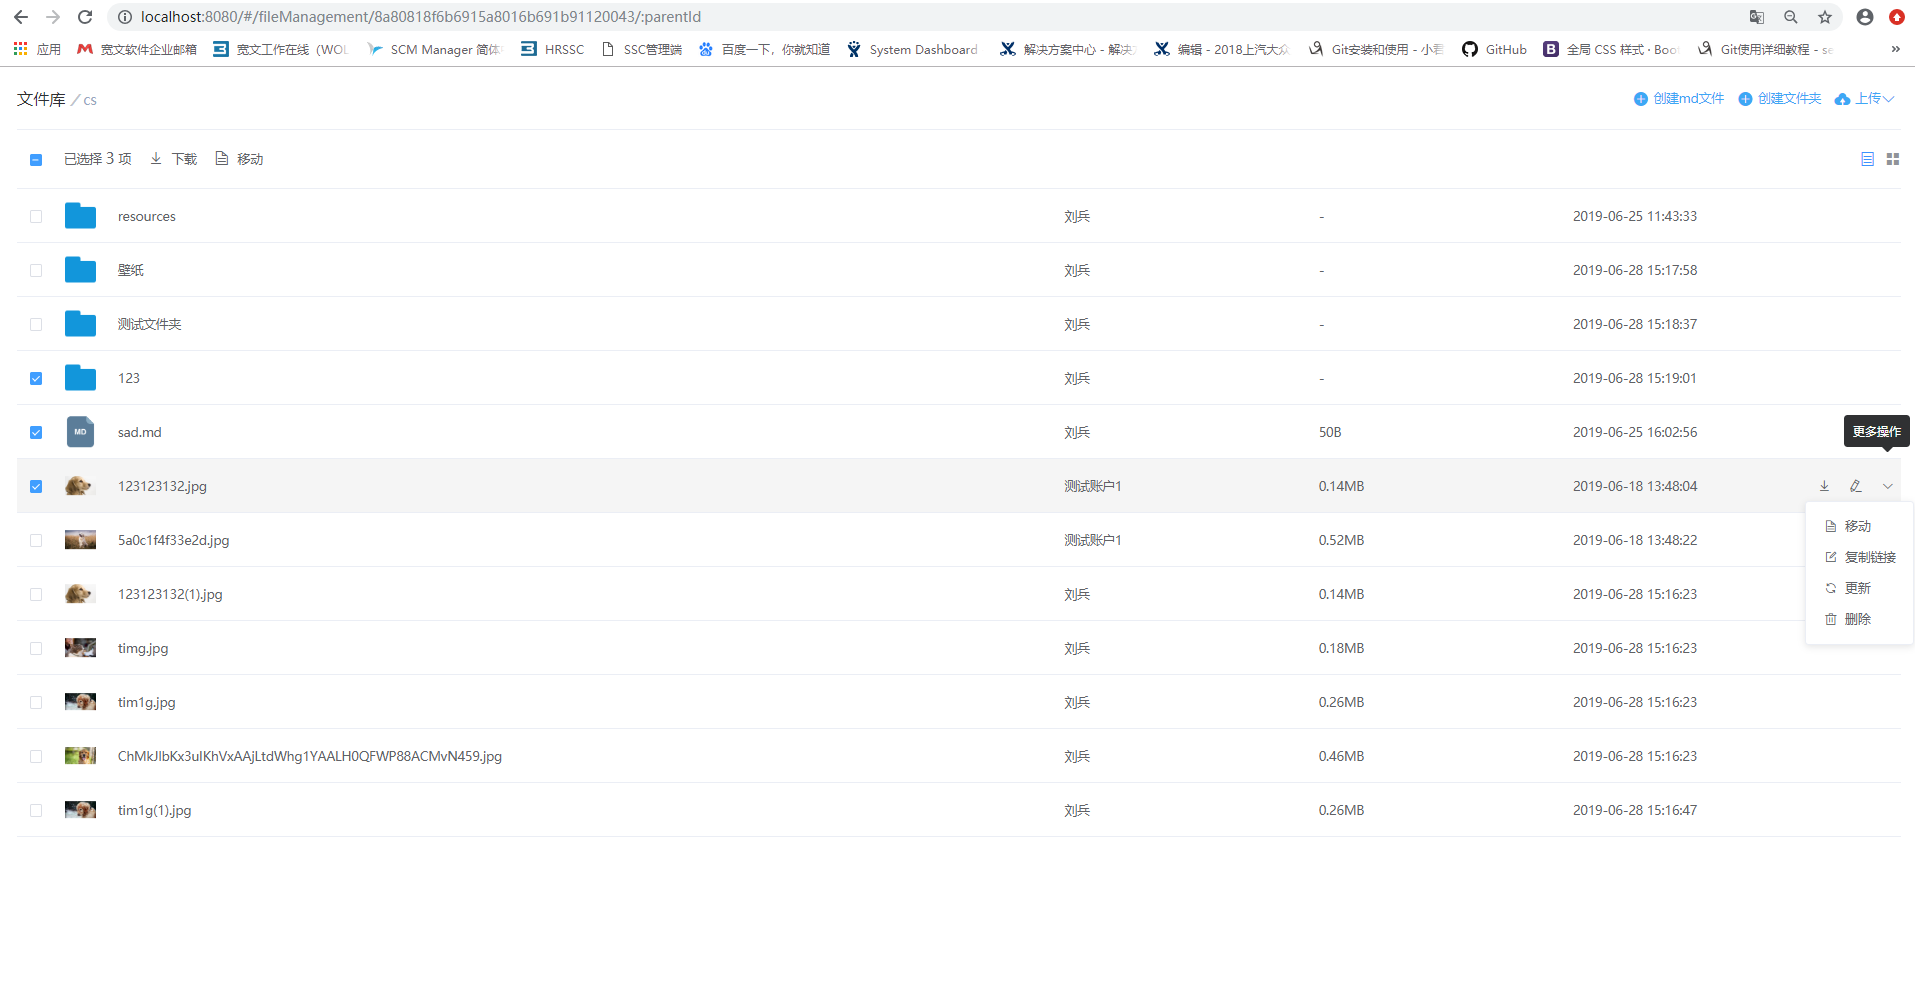 localhost:8080/#/fileManagement/8a80818f6b6915a8016b691b91120043/:parentId
应用 宽文软件企业邮箱 宽文工作在线（WOL SCM Manager 简体 HRSSC SSC管理端 百度一下，你就知道 System Dashboard 解决方案中心 - 解决 编辑 - 2018上汽大众 Git安装和使用 - 小君 GitHub B 全局 CSS 样式 · Boo Git使用详细教程 - se »
文件库 / cs 创建md文件 创建文件夹 上传
已选择 3 项 下载 移动
resources 刘兵 - 2019-06-25 11:43:33
壁纸 刘兵 - 2019-06-28 15:17:58
测试文件夹 刘兵 - 2019-06-28 15:18:37
123 刘兵 - 2019-06-28 15:19:01
MD sad.md 刘兵 50B 2019-06-25 16:02:56 更多操作
123123132.jpg 测试账户1 0.14MB 2019-06-18 13:48:04
移动
5a0c1f4f33e2d.jpg 测试账户1 0.52MB 2019-06-18 13:48:22
复制链接
更新
123123132(1).jpg 刘兵 0.14MB 2019-06-28 15:16:23
删除
timg.jpg 刘兵 0.18MB 2019-06-28 15:16:23
tim1g.jpg 刘兵 0.26MB 2019-06-28 15:16:23
ChMkJlbKx3uIKhVxAAjLtdWhg1YAALH0QFWP88ACMvN459.jpg 刘兵 0.46MB 2019-06-28 15:16:23
tim1g(1).jpg 刘兵 0.26MB 2019-06-28 15:16:47